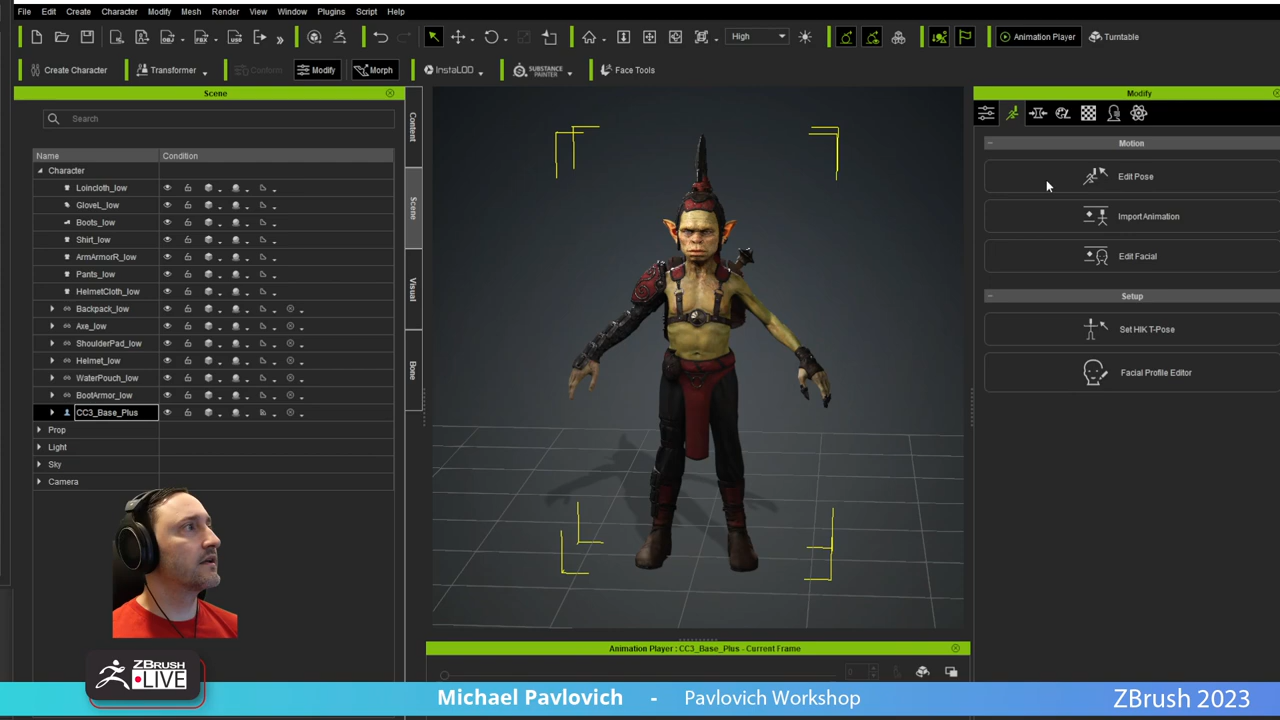 File Edit Create Character Modify Mesh Render View Window Plugins Script Help
High Animation Player Turntable
Create Character Transformer Conform Modify Morph InstaLOD SUBSTANCE PAINTER Face Tools
Scene
Modify
Search
Content
Scene
Visual
Bone
Name Condition
Character
Loincloth_low
GloveL_low
Boots_low
Shirt_low
ArmArmorR_low
Pants_low
HelmetCloth_low
Backpack_low
Axe_low
ShoulderPad_low
Helmet_low
WaterPouch_low
BootArmor_low
CC3_Base_Plus
Prop
Light
Sky
Camera
Motion
Edit Pose
Import Animation
Edit Facial
Setup
Set HIK T-Pose
Facial Profile Editor
Animation Player : CC3_Base_Plus - Current Frame
0
ZBRUSH
LIVE
Michael Pavlovich - Pavlovich Workshop ZBrush 2023